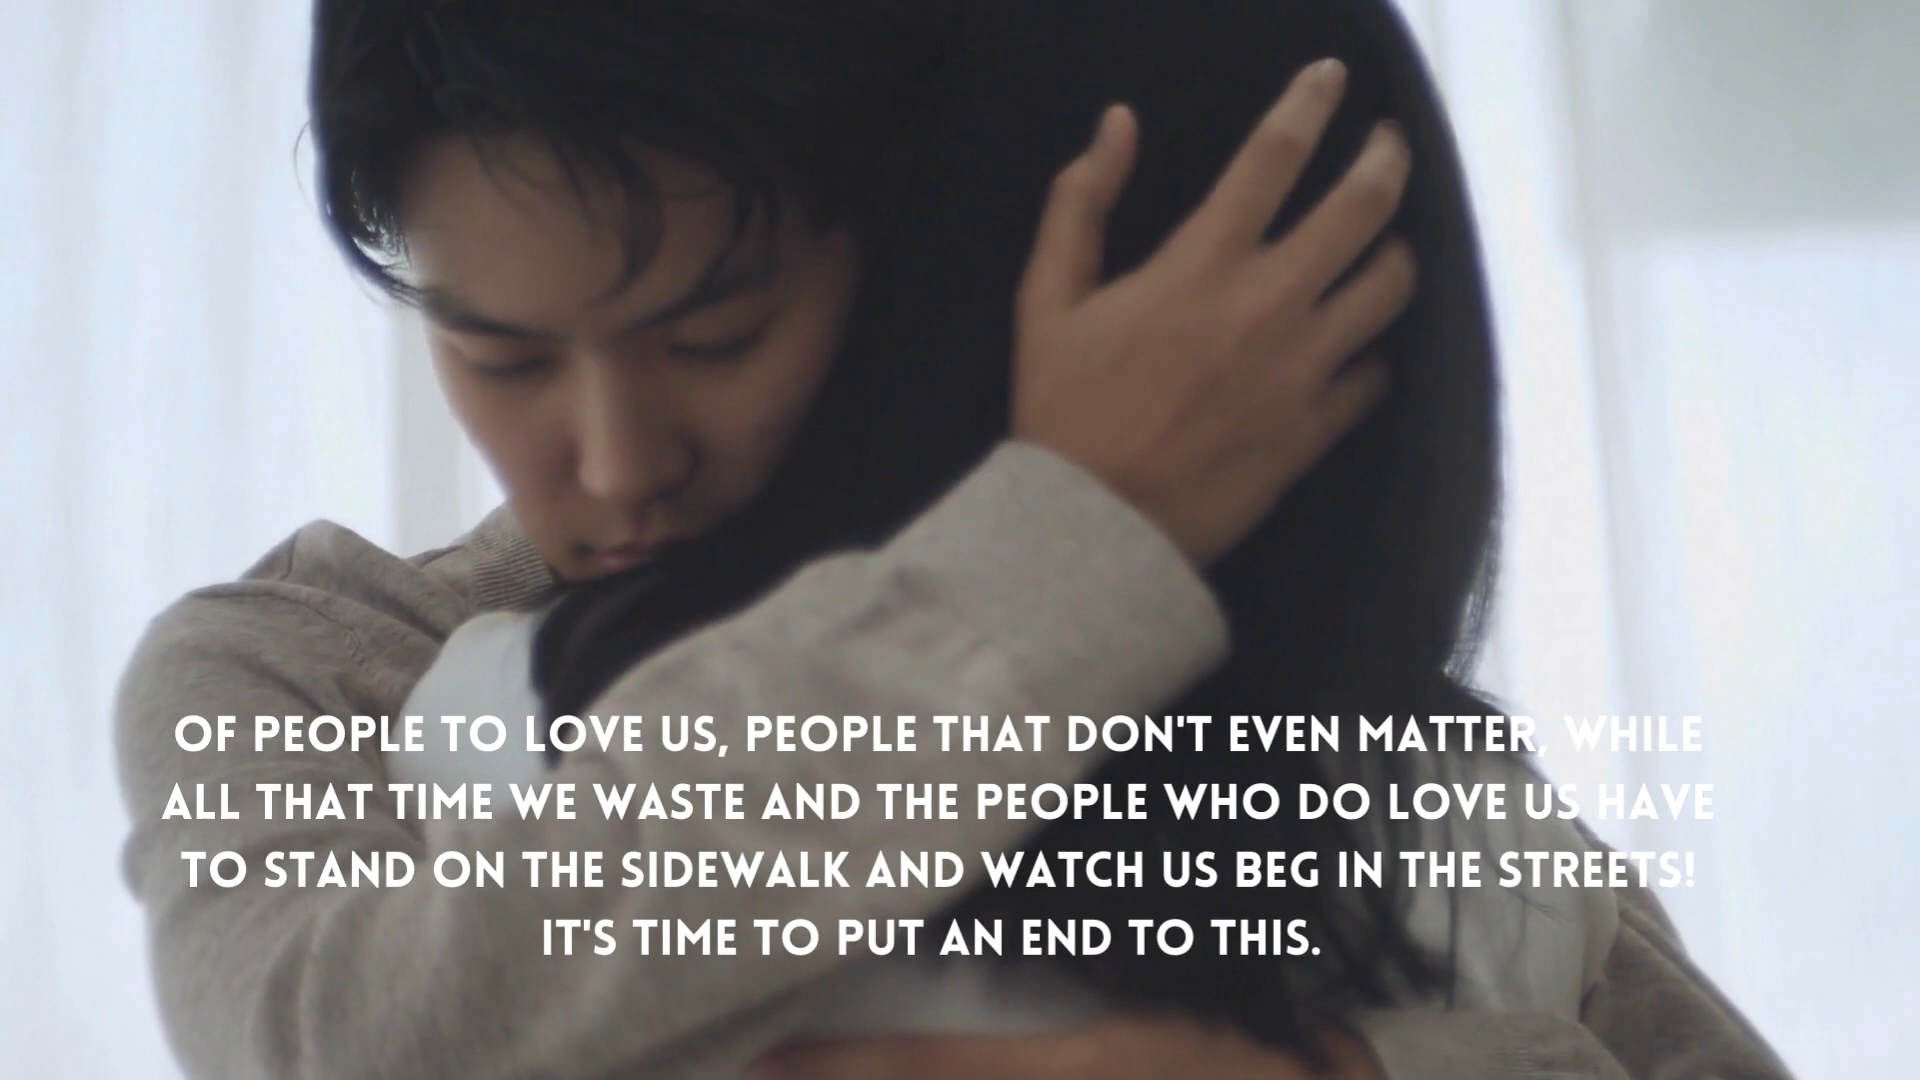 OF PEOPLE TO LOVE US, PEOPLE THAT DON'T EVEN MATTER, WHILE
ALL THAT TIME WE WASTE AND THE PEOPLE WHO DO LOVE US HAVE
TO STAND ON THE SIDEWALK AND WATCH US BEG IN THE STREETS!
IT'S TIME TO PUT AN END TO THIS.